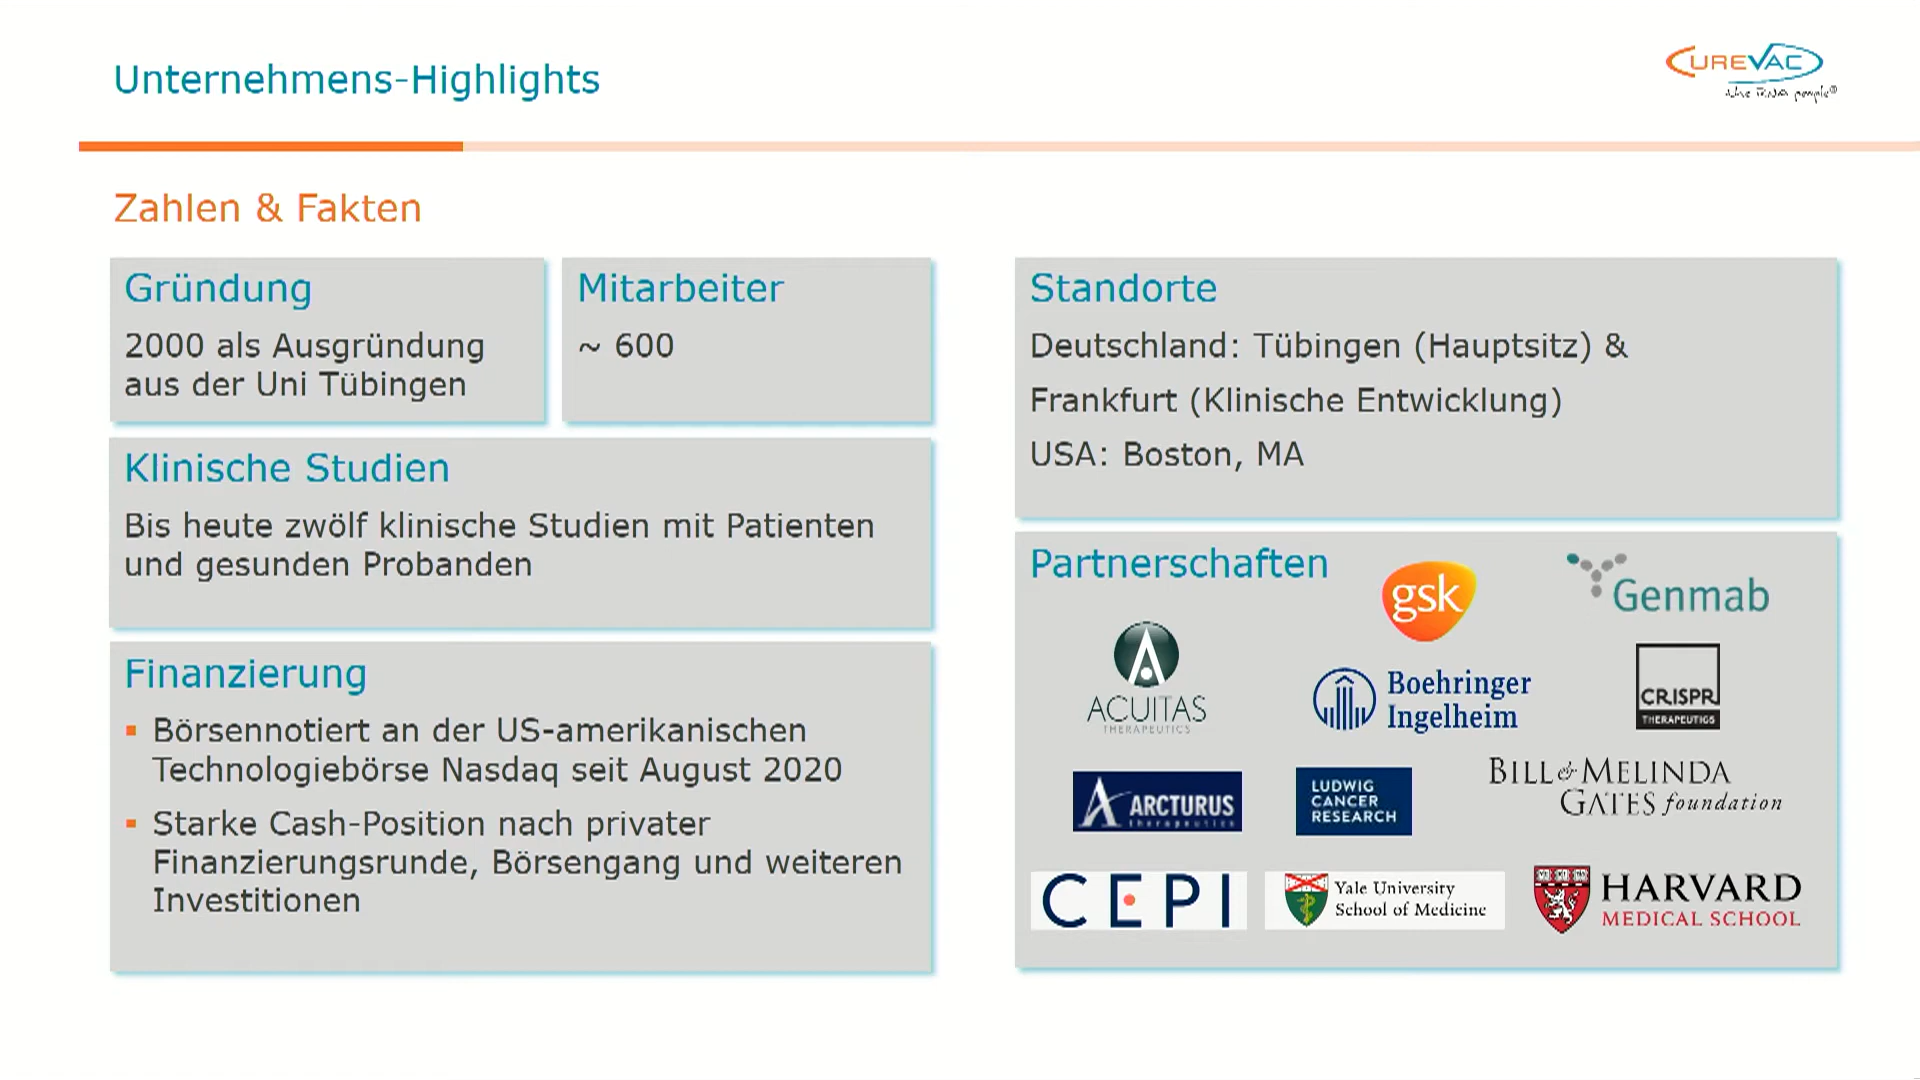 Unternehmens-Highlights
CUREVAC
the RNA people®
Zahlen & Fakten
Gründung
2000 als Ausgründung
aus der Uni Tübingen
Mitarbeiter
~ 600
Klinische Studien
Bis heute zwölf klinische Studien mit Patienten
und gesunden Probanden
Finanzierung
▪ Börsennotiert an der US-amerikanischen
Technologiebörse Nasdaq seit August 2020
▪ Starke Cash-Position nach privater
Finanzierungsrunde, Börsengang und weiteren
Investitionen
Standorte
Deutschland: Tübingen (Hauptsitz) &
Frankfurt (Klinische Entwicklung)
USA: Boston, MA
Partnerschaften
gsk
Genmab
ACUITAS
THERAPEUTICS
Boehringer
Ingelheim
CRISPR
THERAPEUTICS
ARCTURUS
therapeutics
LUDWIG
CANCER
RESEARCH
BILL & MELINDA
GATES foundation
CEPI
Yale University
School of Medicine
HARVARD
MEDICAL SCHOOL